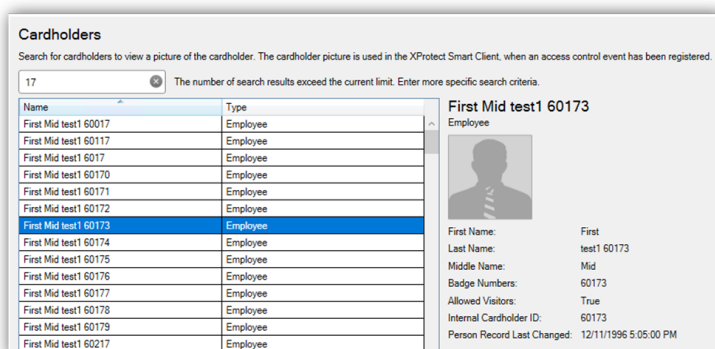 Cardholders
Search for cardholders to view a picture of the cardholder. The cardholder picture is used in the XProtect Smart Client, when an access control event has been registered.
17 The number of search results exceed the current limit. Enter more specific search criteria.
Name Type
First Mid test1 60017 Employee
First Mid test1 60117 Employee
First Mid test1 6017 Employee
First Mid test1 60170 Employee
First Mid test1 60171 Employee
First Mid test1 60172 Employee
First Mid test1 60173 Employee
First Mid test1 60174 Employee
First Mid test1 60175 Employee
First Mid test1 60176 Employee
First Mid test1 60177 Employee
First Mid test1 60178 Employee
First Mid test1 60179 Employee
First Mid test1 60217 Employee
First Mid test1 60173
Employee
First Name: First
Last Name: test1 60173
Middle Name: Mid
Badge Numbers: 60173
Allowed Visitors: True
Internal Cardholder ID: 60173
Person Record Last Changed: 12/11/1996 5:05:00 PM